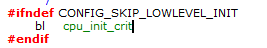 #ifndef CONFIG_SKIP_LOWLEVEL_INIT
bl cpu_init_crit
#endif